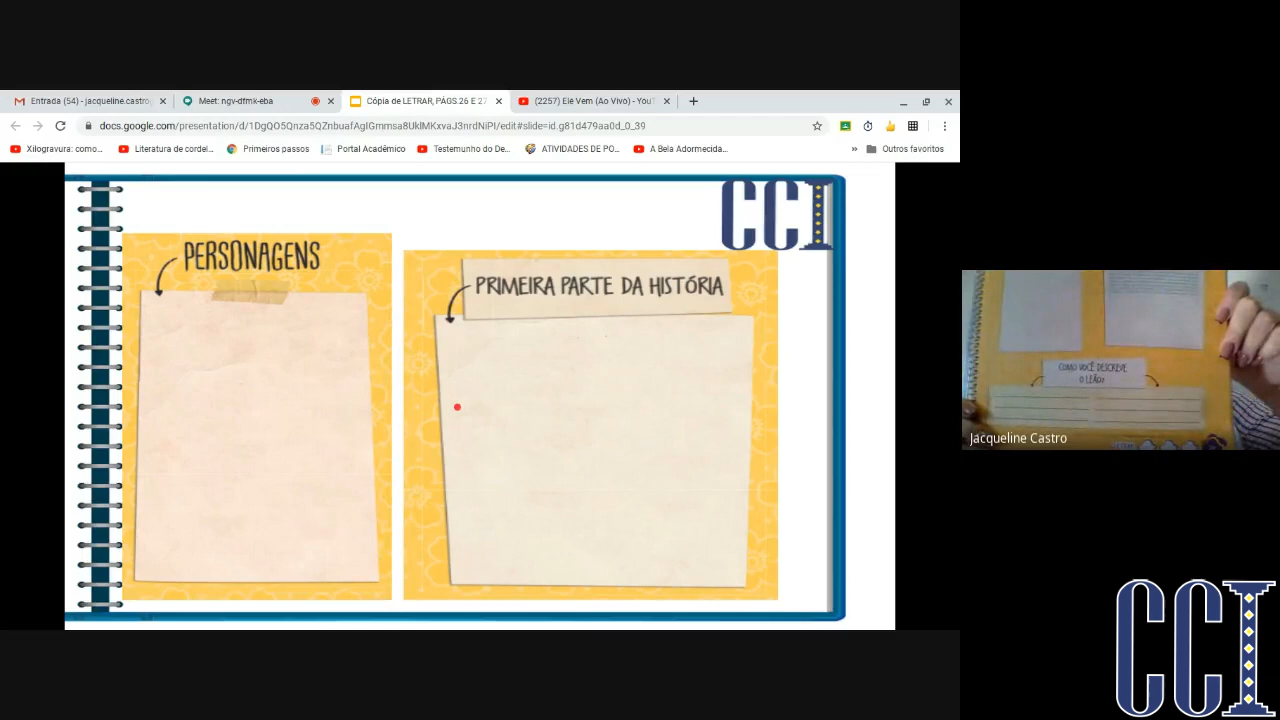 Entrada (54) - jacqueline.castro
Meet: ngv-dfmk-eba
Cópia de LETRAR, PÁGS.26 E 27
(2257) Ele Vem (Ao Vivo) - YouT
docs.google.com/presentation/d/1DgQO5Qnza5QZnbuafAgIGmmsa8UklMKxvaJ3nrdNiPI/edit#slide=id.g81d479aa0d_0_39
Xilogravura: como...
Literatura de cordel...
Primeiros passos
Portal Acadêmico
Testemunho do De...
ATIVIDADES DE PO...
A Bela Adormecida...
»
Outros favoritos
CCI
PERSONAGENS
PRIMEIRA PARTE DA HISTÓRIA
COMO VOCÊ DESCREVE
O LEÃO?
Jacqueline Castro
CCI